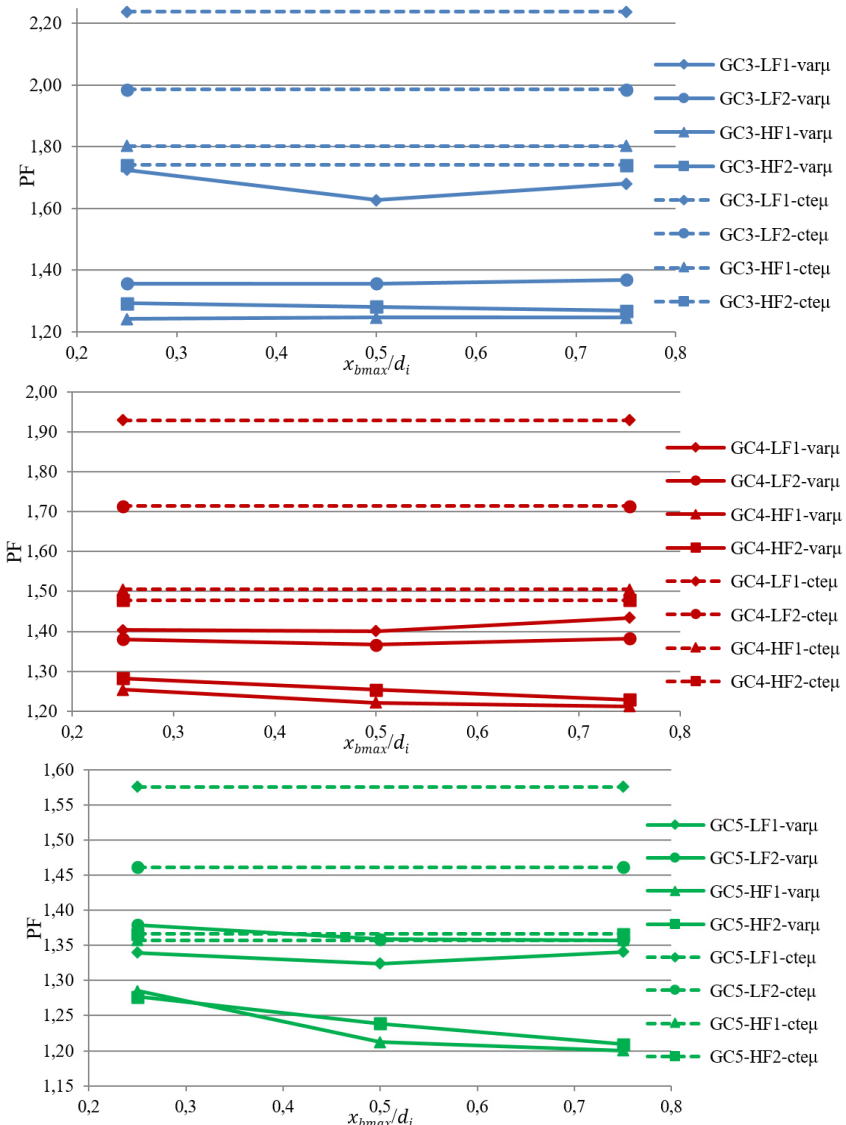 2,20
2,00
1,80
1,60
1,40
1,20
PF
0,2 0,3 0,4 0,5 0,6 0,7 0,8
x_bmax/d_i
GC3-LF1-varµ
GC3-LF2-varµ
GC3-HF1-varµ
GC3-HF2-varµ
GC3-LF1-cteµ
GC3-LF2-cteµ
GC3-HF1-cteµ
GC3-HF2-cteµ
2,00
1,90
1,80
1,70
1,60
1,50
1,40
1,30
1,20
PF
0,2 0,3 0,4 0,5 0,6 0,7 0,8
x_bmax/d_i
GC4-LF1-varµ
GC4-LF2-varµ
GC4-HF1-varµ
GC4-HF2-varµ
GC4-LF1-cteµ
GC4-LF2-cteµ
GC4-HF1-cteµ
GC4-HF2-cteµ
1,60
1,55
1,50
1,45
1,40
1,35
1,30
1,25
1,20
1,15
PF
0,2 0,3 0,4 0,5 0,6 0,7 0,8
x_bmax/d_i
GC5-LF1-varµ
GC5-LF2-varµ
GC5-HF1-varµ
GC5-HF2-varµ
GC5-LF1-cteµ
GC5-LF2-cteµ
GC5-HF1-cteµ
GC5-HF2-cteµ